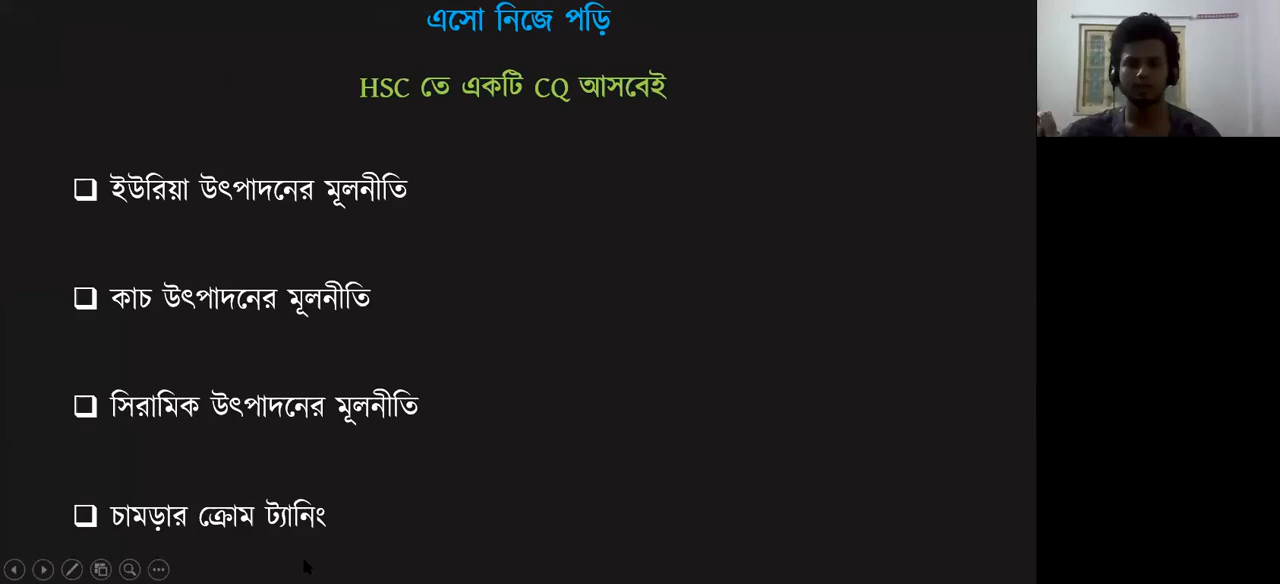 এসো নিজে পড়ি
HSC তে একটি CQ আসবেই
ইউরিয়া উৎপাদনের মূলনীতি
কাচ উৎপাদনের মূলনীতি
সিরামিক উৎপাদনের মূলনীতি
চামড়ার ক্রোম ট্যানিং